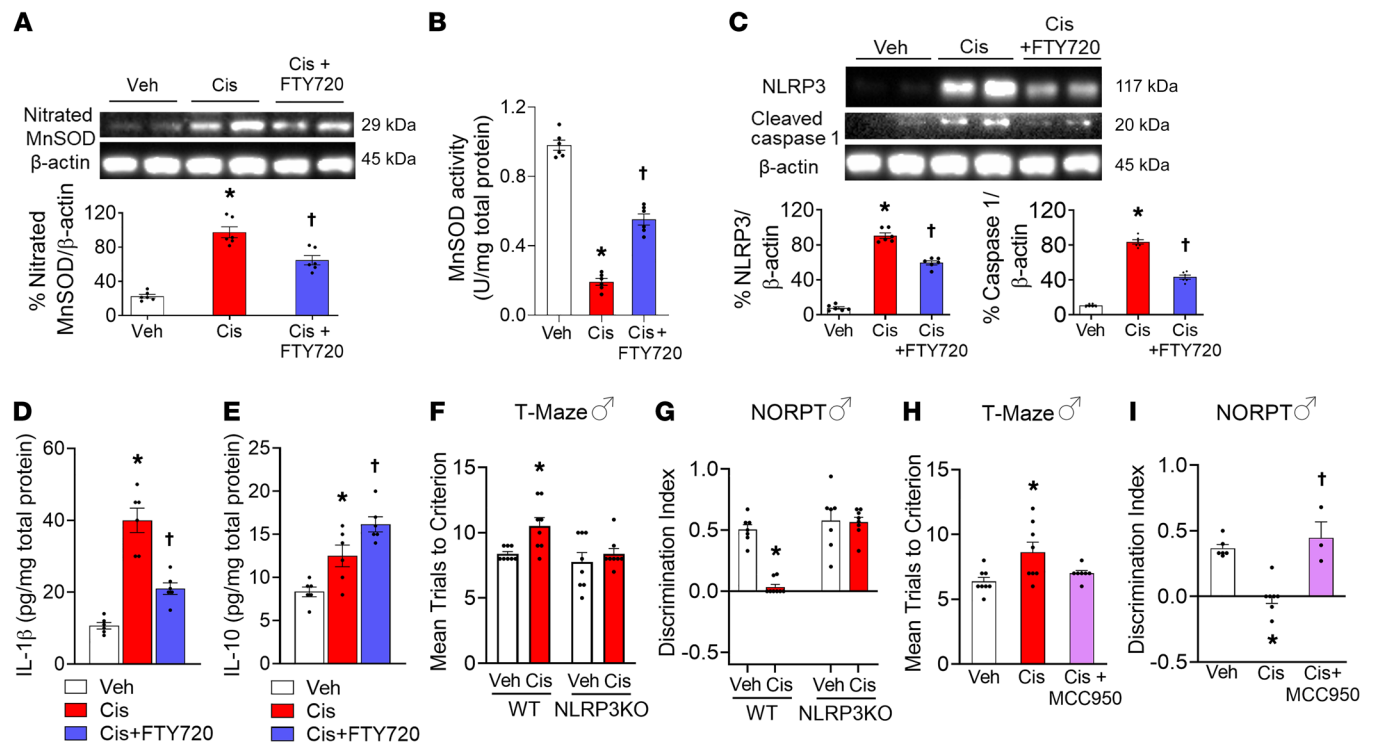 A
Veh
Cis
Cis +
FTY720
Nitrated
MnSOD
29 kDa
β-actin
45 kDa
% Nitrated
MnSOD/β-actin
120
80
40
0
*
†
Veh
Cis
Cis +
FTY720
B
MnSOD activity
(U/mg total protein)
1.2
0.8
0.4
0.0
*
†
Veh
Cis
Cis+
FTY720
C
Veh
Cis
Cis
+FTY720
NLRP3
117 kDa
Cleaved
caspase 1
20 kDa
β-actin
45 kDa
% NLRP3/
β-actin
120
80
40
0
*
†
Veh
Cis
Cis
+FTY720
% Caspase 1/
β-actin
120
80
40
0
*
†
Veh
Cis
Cis
+FTY720
D
IL-1β (pg/mg total protein)
60
40
20
0
*
†
Veh
Cis
Cis+FTY720
E
IL-10 (pg/mg total protein)
25
20
15
10
5
0
*
†
Veh
Cis
Cis+FTY720
F
T-Maze♂
Mean Trials to Criterion
15
10
5
0
*
Veh Cis Veh Cis
WT NLRP3KO
G
NORPT♂
Discrimination Index
1.0
0.5
0.0
-0.5
*
Veh Cis Veh Cis
WT NLRP3KO
H
T-Maze♂
Mean Trials to Criterion
15
10
5
0
*
Veh
Cis
Cis +
MCC950
I
NORPT♂
Discrimination Index
1.0
0.5
0.0
-0.5
*
†
Veh
Cis
Cis+
MCC950